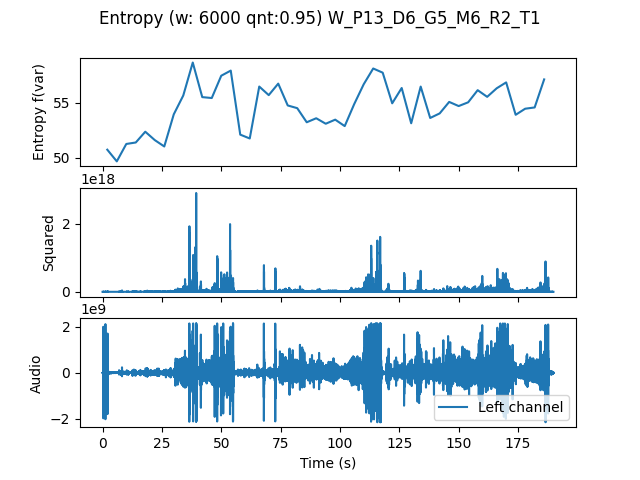 Entropy (w: 6000 qnt:0.95) W_P13_D6_G5_M6_R2_T1
Entropy f(var)
55
50
1e18
Squared
2
0
1e9
Audio
2
0
−2
Left channel
0
25
50
75
100
125
150
175
Time (s)